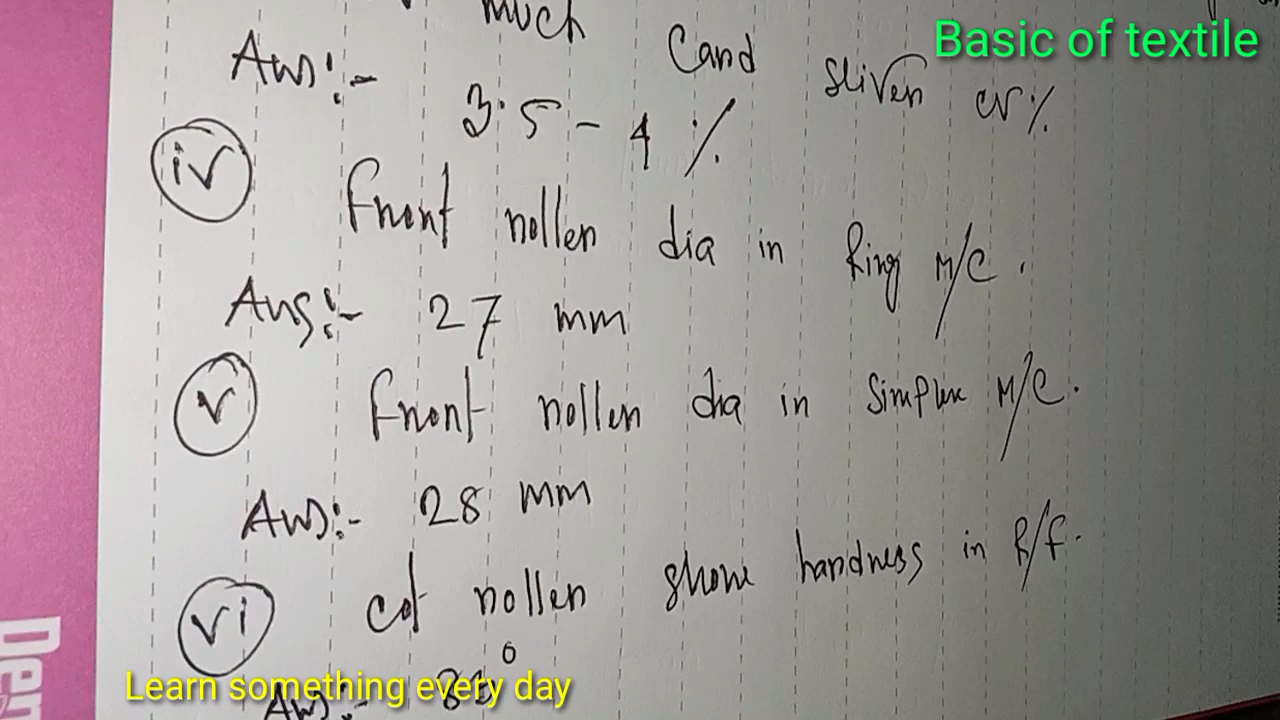 Basic of textile
much Card sliver CV%
Ans:- 3.5 - 4 %
iv Front roller dia in Ring M/C.
Ans:- 27 mm
v Front roller dia in Simplex M/C.
Ans:- 28 mm
vi cot roller shore hardness in R/F.
Ans:-
Learn something every day
Den